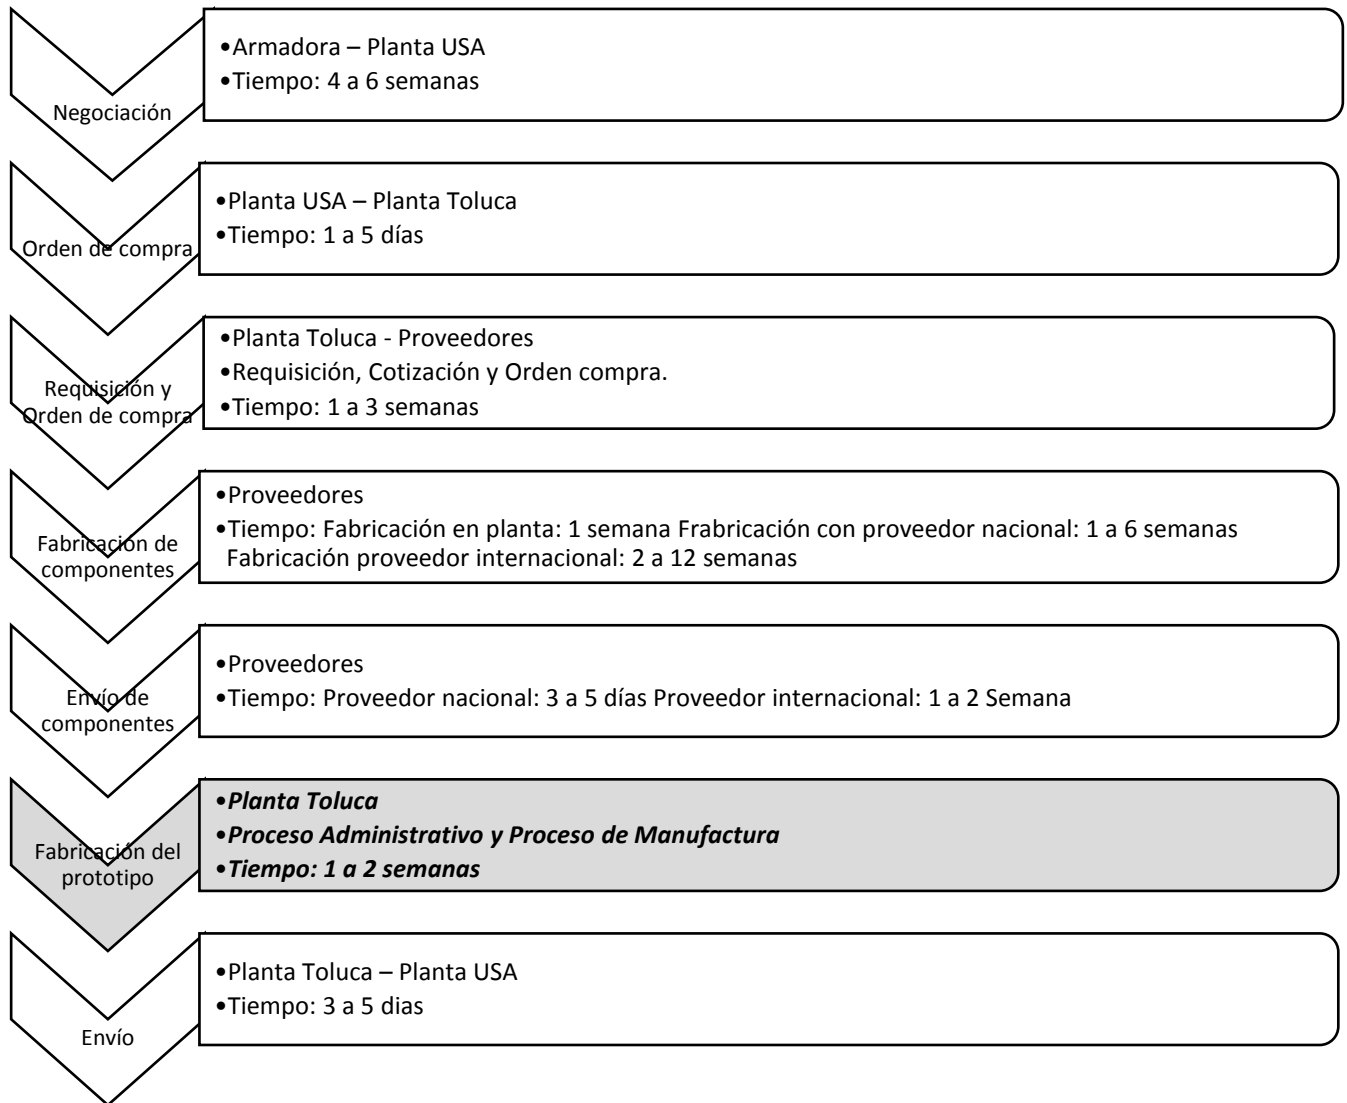 Negociación
•Armadora – Planta USA
•Tiempo: 4 a 6 semanas
Orden de compra
•Planta USA – Planta Toluca
•Tiempo: 1 a 5 días
Requisición y
Orden de compra
•Planta Toluca - Proveedores
•Requisición, Cotización y Orden compra.
•Tiempo: 1 a 3 semanas
Fabricación de
componentes
•Proveedores
•Tiempo: Fabricación en planta: 1 semana Frabricación con proveedor nacional: 1 a 6 semanas
Fabricación proveedor internacional: 2 a 12 semanas
Envío de
componentes
•Proveedores
•Tiempo: Proveedor nacional: 3 a 5 días Proveedor internacional: 1 a 2 Semana
Fabricación del
prototipo
•Planta Toluca
•Proceso Administrativo y Proceso de Manufactura
•Tiempo: 1 a 2 semanas
Envío
•Planta Toluca – Planta USA
•Tiempo: 3 a 5 dias